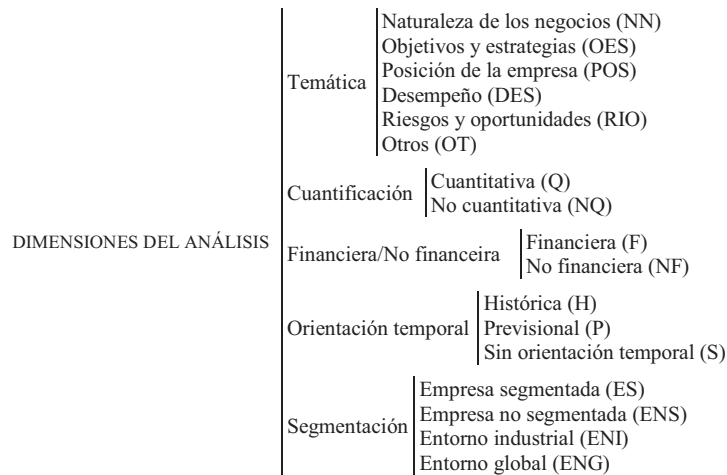 Naturaleza de los negocios (NN)
Objetivos y estrategias (OES)
Posición de la empresa (POS)
Temática
Desempeño (DES)
Riesgos y oportunidades (RIO)
Otros (OT)
Cuantitativa (Q)
Cuantificación
No cuantitativa (NQ)
DIMENSIONES DEL ANÁLISIS
Financiera (F)
Financiera/No financeira
No financiera (NF)
Histórica (H)
Orientación temporal
Previsional (P)
Sin orientación temporal (S)
Empresa segmentada (ES)
Empresa no segmentada (ENS)
Segmentación
Entorno industrial (ENI)
Entorno global (ENG)